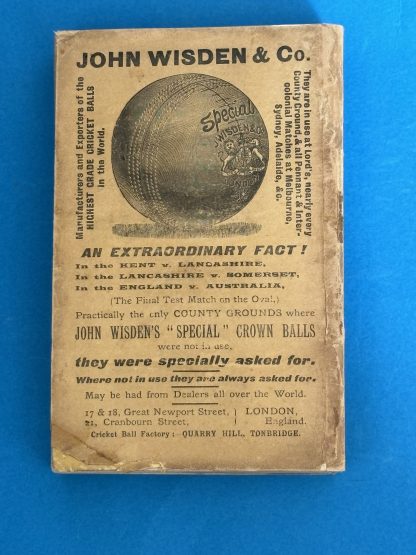 JOHN WISDEN & Co.
Manufacturers and Exporters of the
HIGHEST GRADE CRICKET BALLS
in the World.
Special
WISDEN & Co
LONDON
They are in use at Lord's, nearly every
County Ground, & all Pennant & Inter-
colonial Matches at Melbourne,
Sydney, Adelaide, &c.
AN EXTRAORDINARY FACT!
In the KENT v. LANCASHIRE,
In the LANCASHIRE v. SOMERSET,
In the ENGLAND v. AUSTRALIA,
(The Final Test Match on the Oval,)
Practically the only COUNTY GROUNDS where
JOHN WISDEN'S "SPECIAL" CROWN BALLS
were not in use,
they were specially asked for.
Where not in use they are always asked for.
May be had from Dealers all over the World.
17 & 18, Great Newport Street, } LONDON,
21, Cranbourn Street, } England.
Cricket Ball Factory: QUARRY HILL, TONBRIDGE.